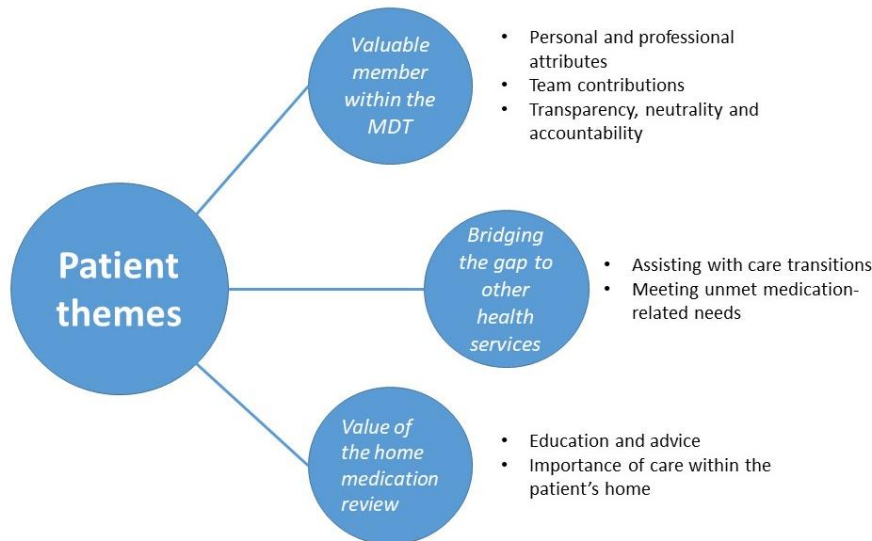 Patient
themes
Valuable
member
within the
MDT
• Personal and professional
attributes
• Team contributions
• Transparency, neutrality and
accountability
Bridging
the gap to
other
health
services
• Assisting with care transitions
• Meeting unmet medication-
related needs
Value of
the home
medication
review
• Education and advice
• Importance of care within the
patient’s home